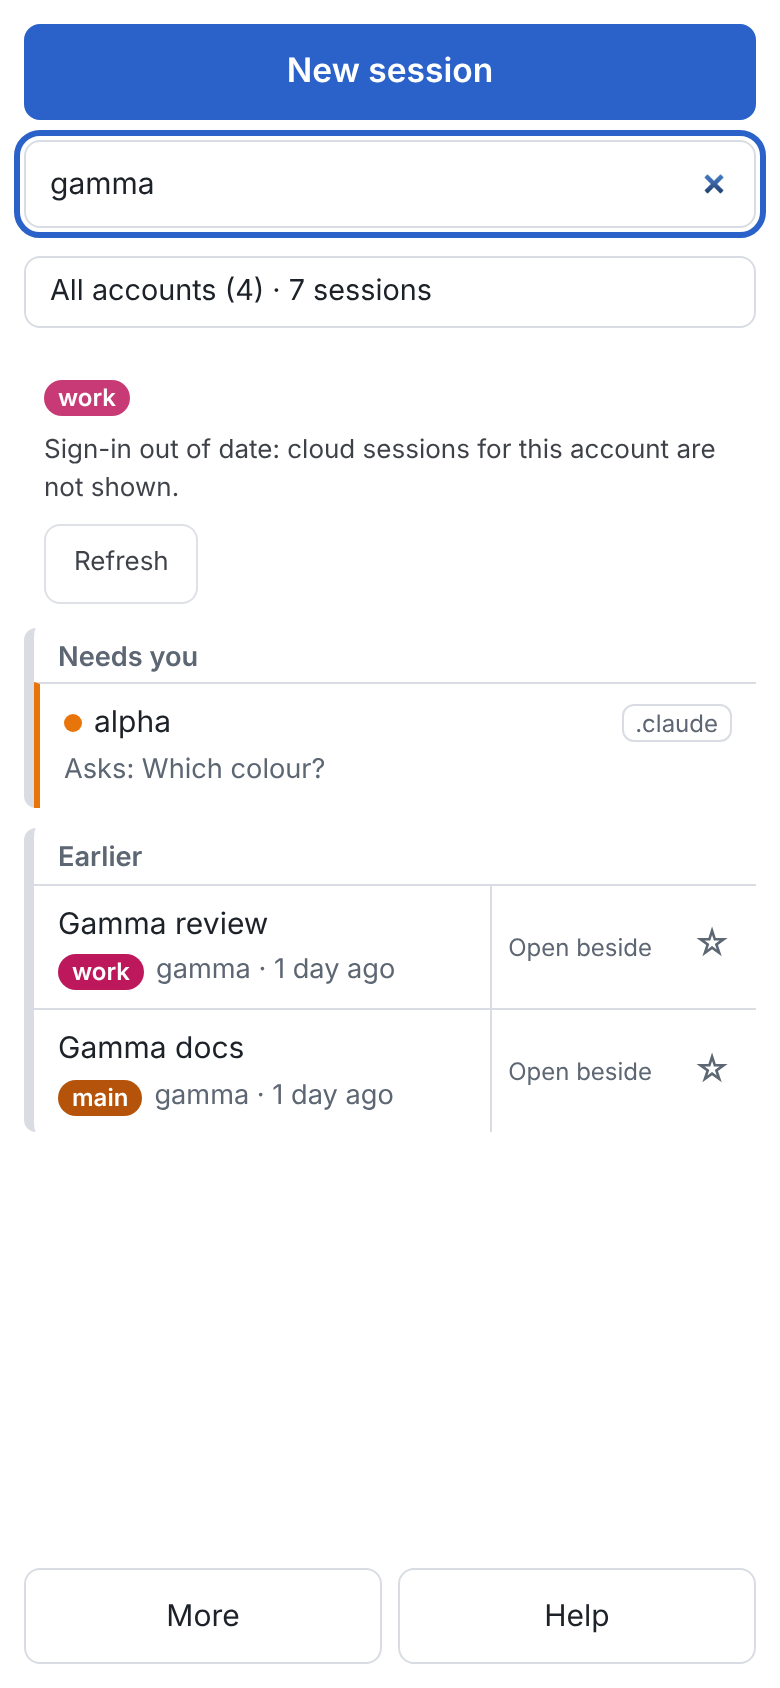 New session
gamma
All accounts (4) · 7 sessions
work
Sign-in out of date: cloud sessions for this account are
not shown.
Refresh
Needs you
alpha .claude
Asks: Which colour?
Earlier
Gamma review
work gamma · 1 day ago
Open beside
Gamma docs
main gamma · 1 day ago
Open beside
More Help